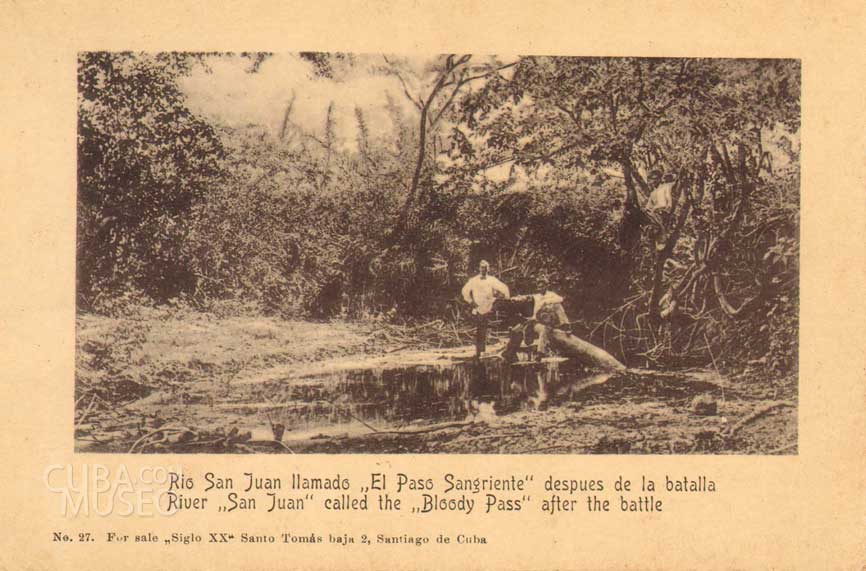 Rio San Juan llamado „El Paso Sangriente“ despues de la batalla
River „San Juan“ called the „Bloody Pass“ after the battle
CUBA CON
MUSEO
No. 27. For sale „Siglo XX“ Santo Tomás baja 2, Santiago de Cuba